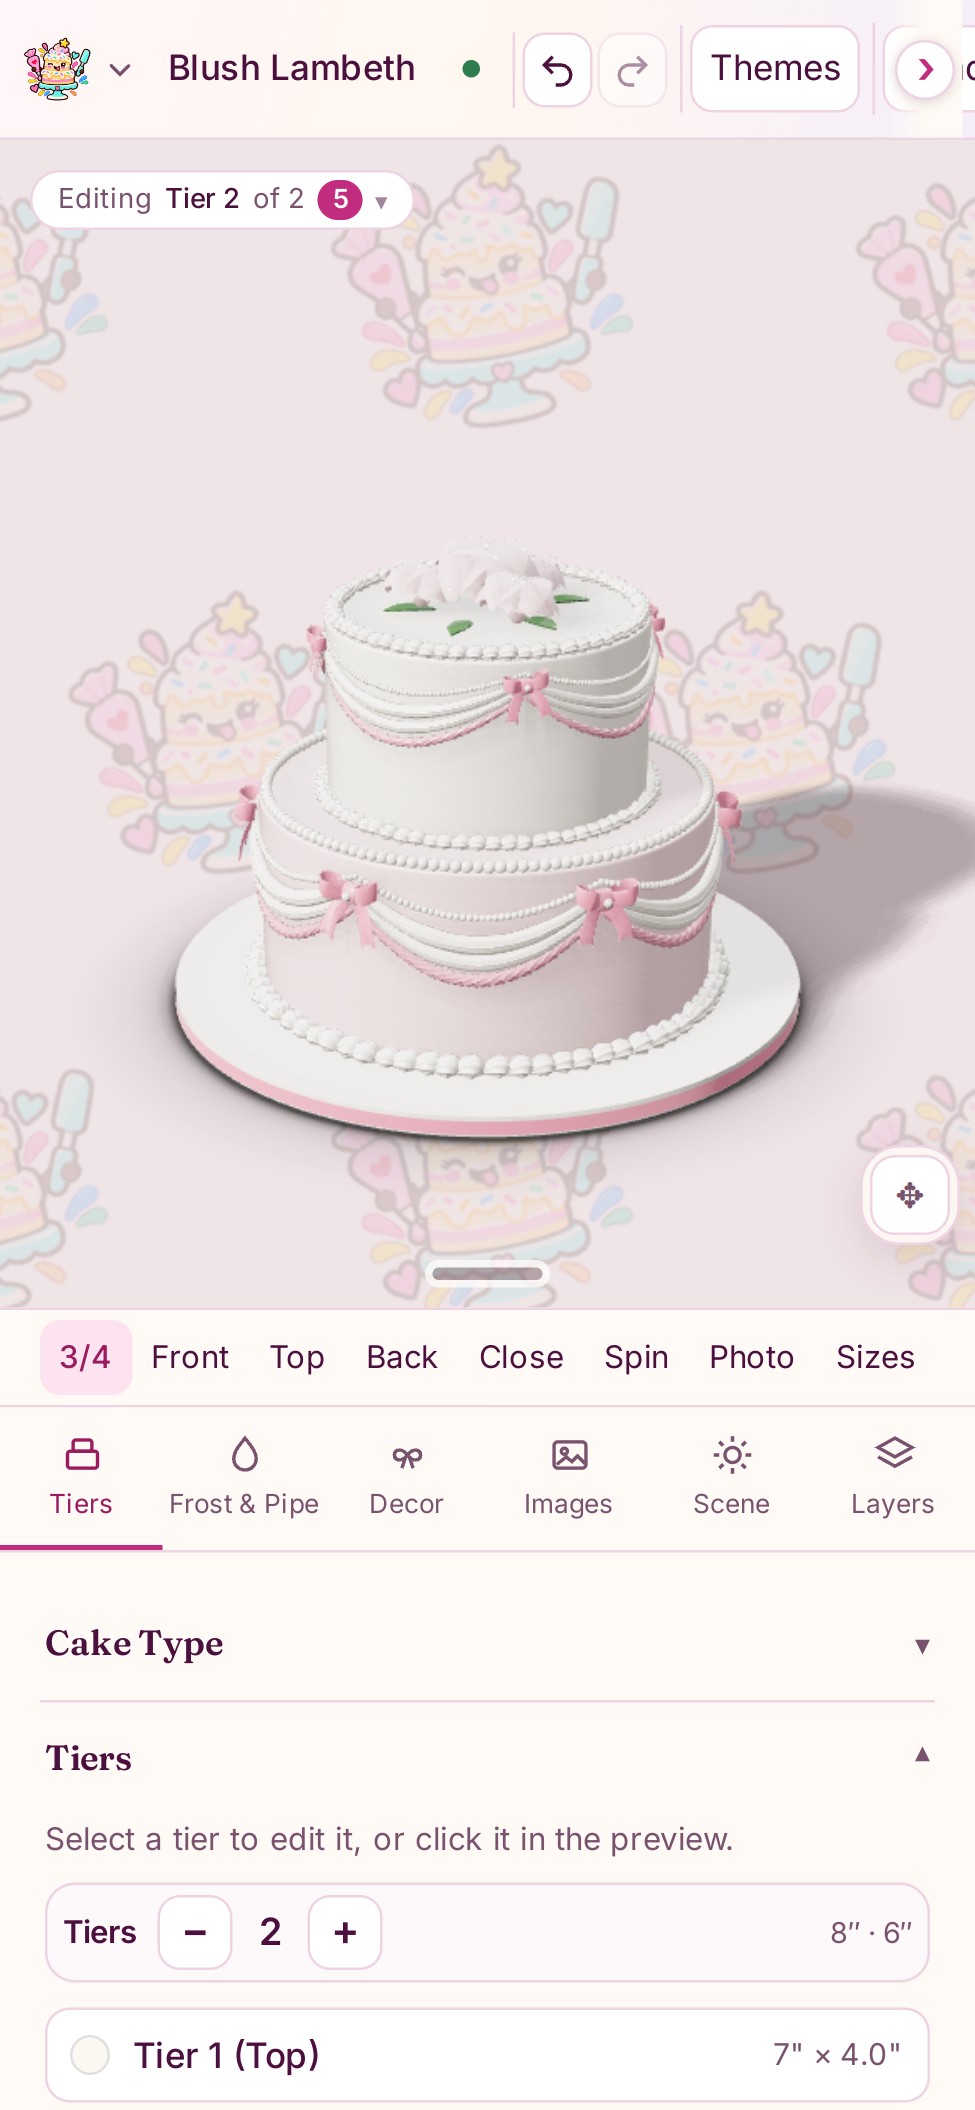 Blush Lambeth
Themes
Editing Tier 2 of 2 5
3/4 Front Top Back Close Spin Photo Sizes
Tiers Frost & Pipe Decor Images Scene Layers
Cake Type
Tiers
Select a tier to edit it, or click it in the preview.
Tiers − 2 + 8″ · 6″
Tier 1 (Top) 7" × 4.0"